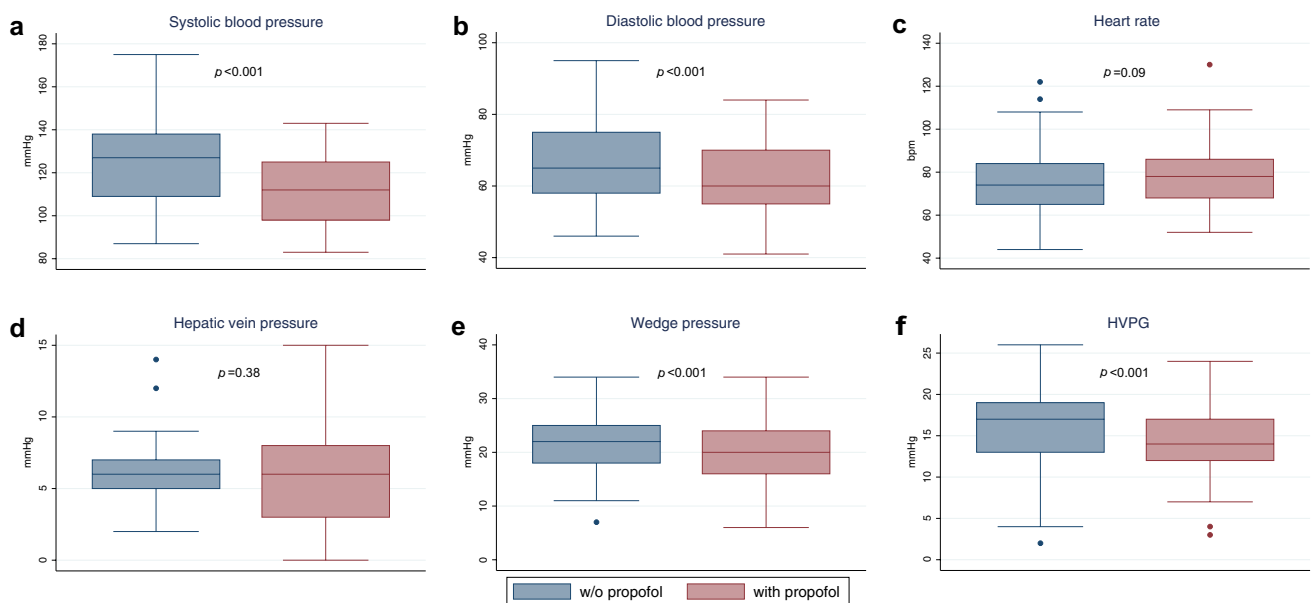 a
Systolic blood pressure
180
160
140
120
100
80
mmHg
p <0.001
b
Diastolic blood pressure
100
80
60
40
mmHg
p <0.001
c
Heart rate
140
120
100
80
60
40
bpm
p =0.09
d
Hepatic vein pressure
15
10
5
0
mmHg
p =0.38
e
Wedge pressure
40
30
20
10
0
mmHg
p <0.001
f
HVPG
25
20
15
10
5
0
mmHg
p <0.001
w/o propofol with propofol